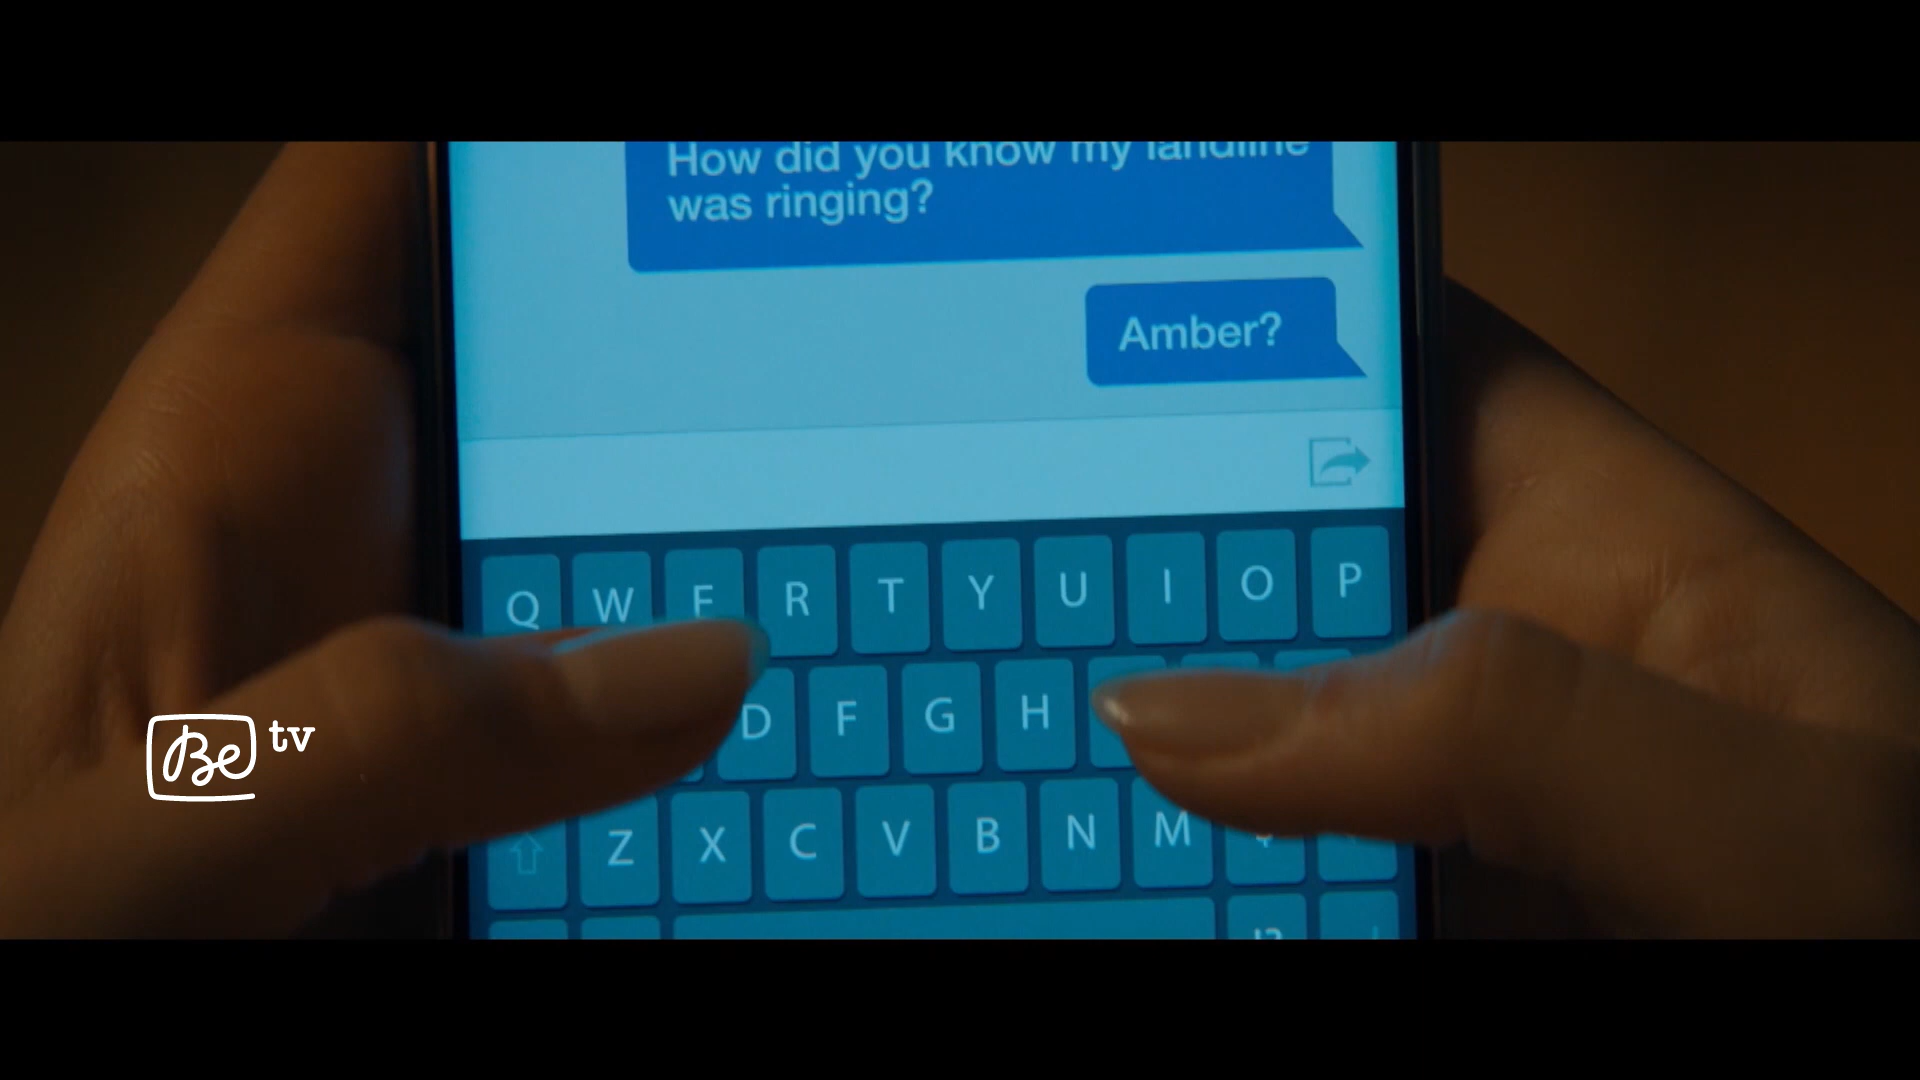 How did you know my landline
was ringing?
Amber?
Q W E R T Y U I O P
D F G H
Z X C V B N M
Be tv